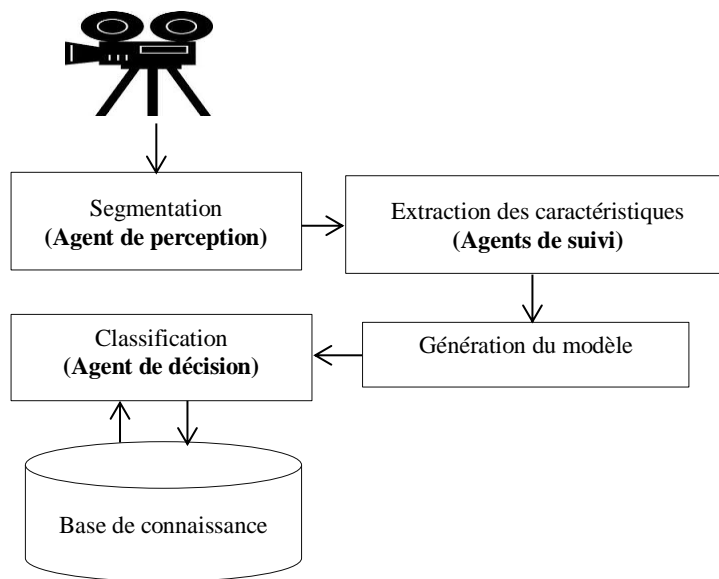 Segmentation
(Agent de perception)
Extraction des caractéristiques
(Agents de suivi)
Génération du modèle
Classification
(Agent de décision)
Base de connaissance